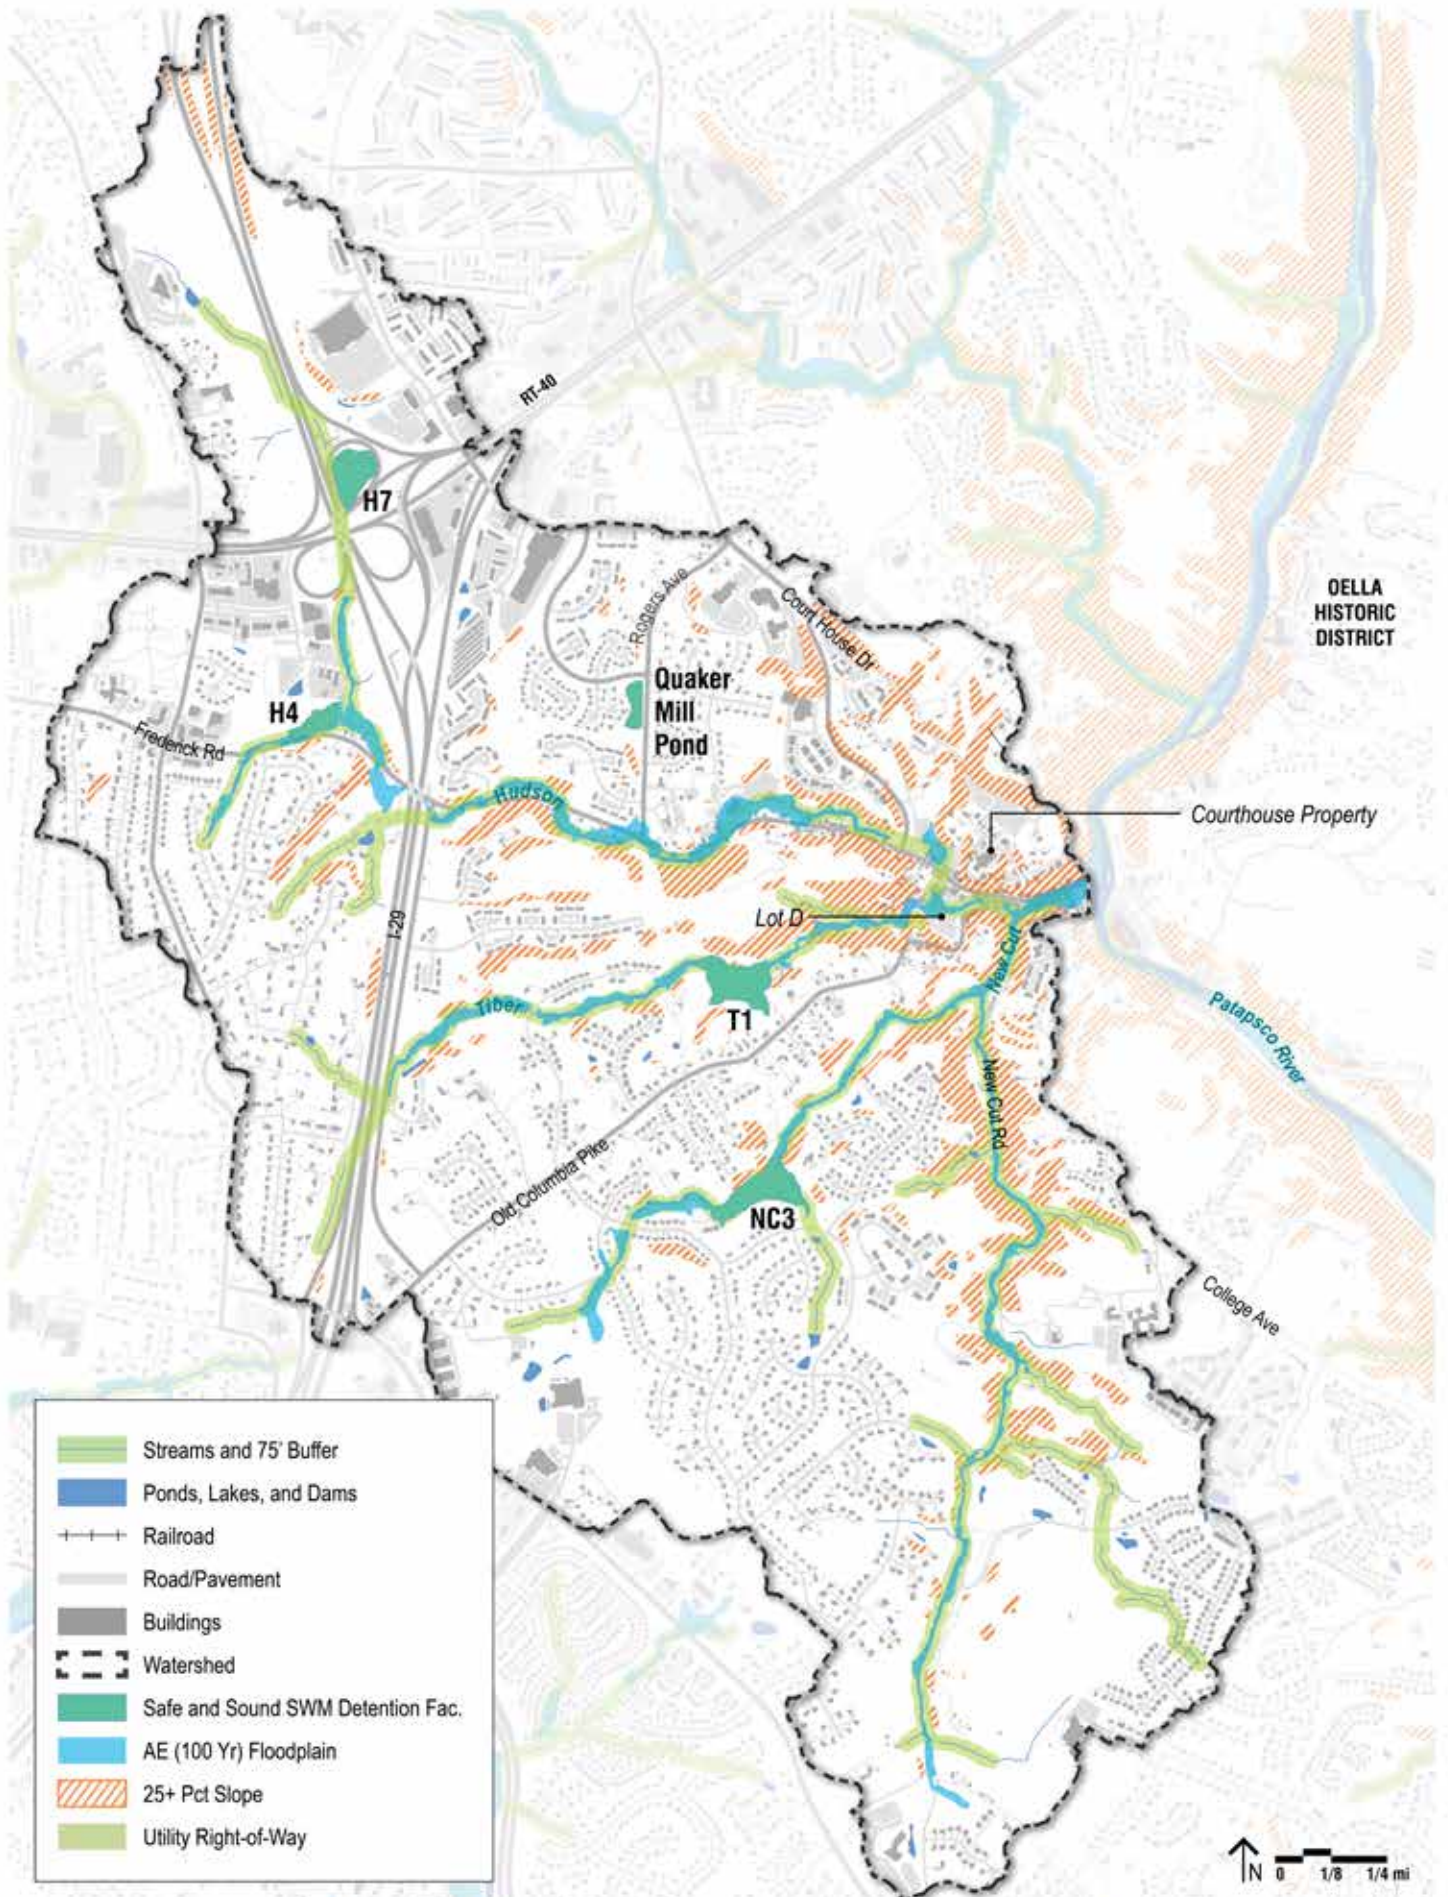 RT-40
H7
OELLA
HISTORIC
DISTRICT
Rogers Ave
Court House Dr
Quaker
Mill
Pond
H4
Frederick Rd
Hudson
Courthouse Property
I-29
Lot D
New Cut
Tiber
T1
Patapsco River
New Cut Rd
Old Columbia Pike
NC3
College Ave
Streams and 75' Buffer
Ponds, Lakes, and Dams
Railroad
Road/Pavement
Buildings
Watershed
Safe and Sound SWM Detention Fac.
AE (100 Yr) Floodplain
25+ Pct Slope
Utility Right-of-Way
N 0 1/8 1/4 mi